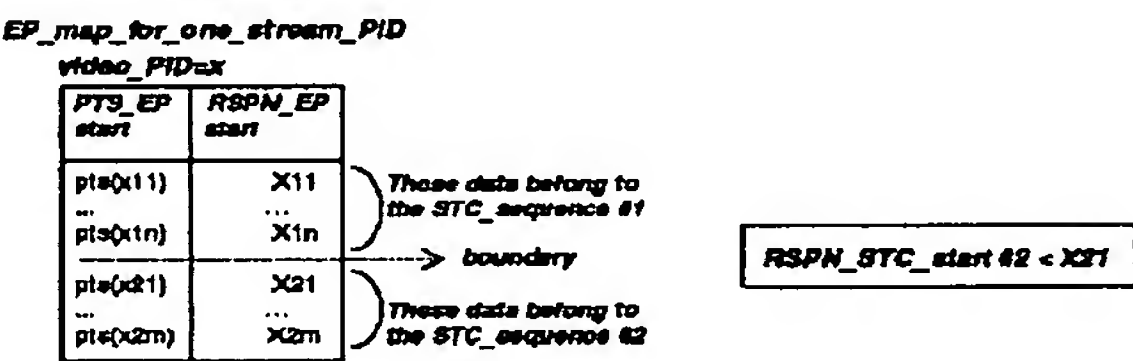 EP_map_for_one_stream_PID
video_PID=x
PTS_EP start
RSPN_EP start
pts(x11) X11
... ...
pts(x1n) X1n
These data belong to
the STC_sequence #1
boundary
pts(x21) X21
... ...
pts(x2m) X2m
These data belong to
the STC_sequence #2
RSPN_STC_start #2 < X21